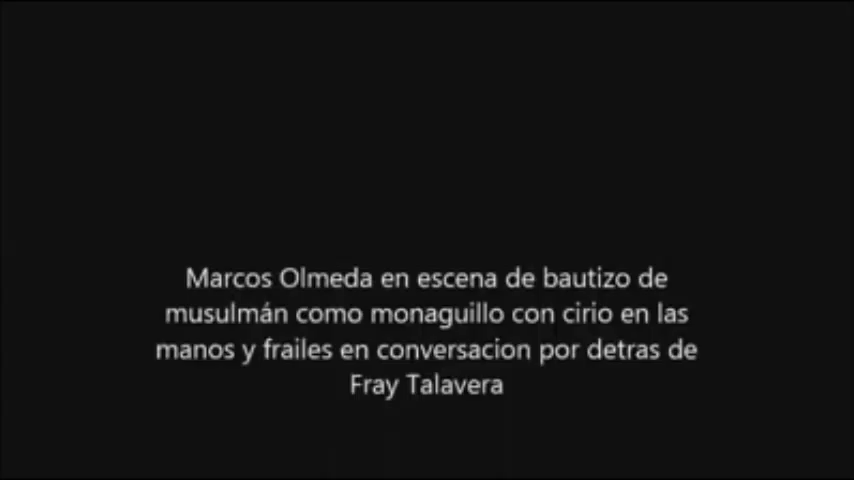 Marcos Olmeda en escena de bautizo de
musulmán como monaguillo con cirio en las
manos y frailes en conversacion por detras de
Fray Talavera